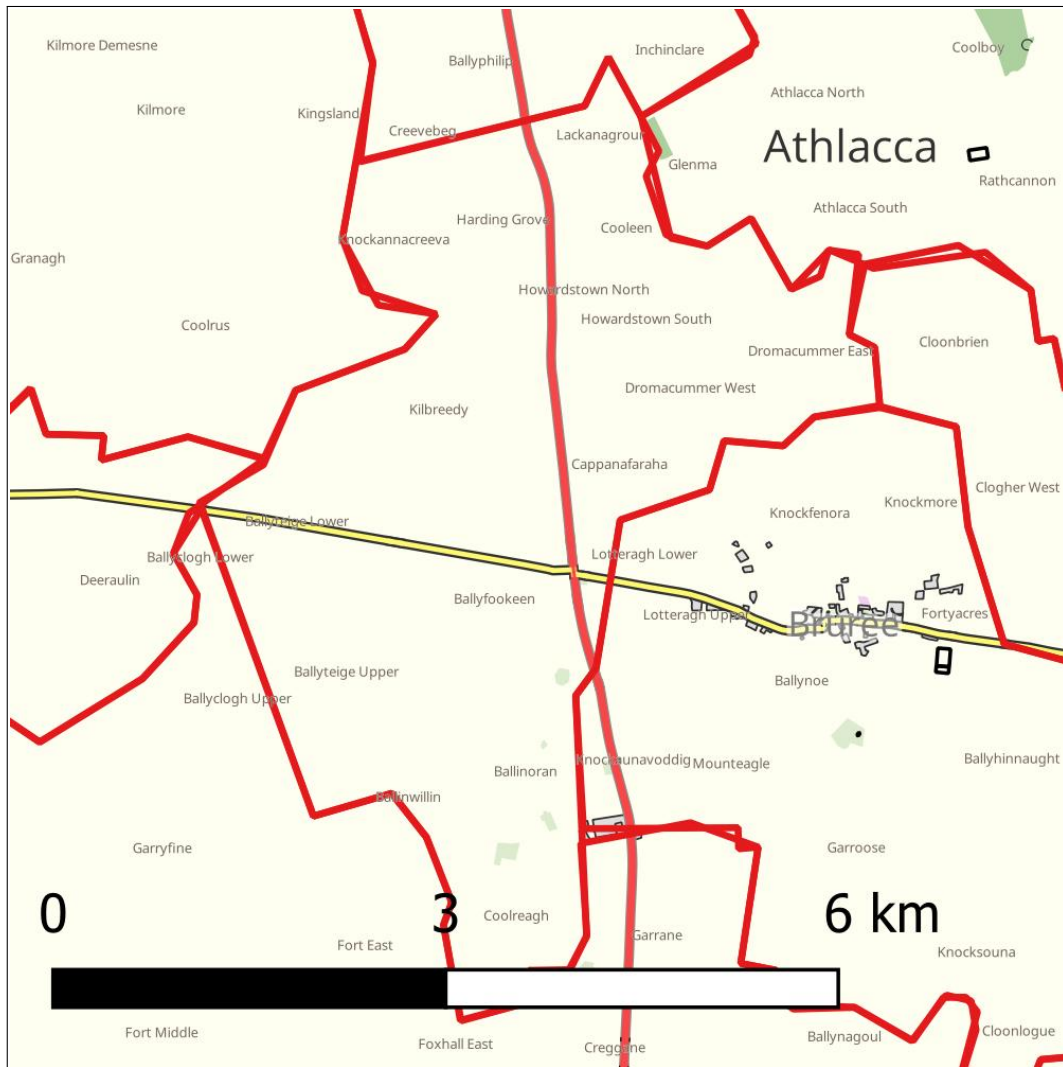 Kilmore Demesne
Ballyphilip
Inchinclare
Coolboy
Athlacca North
Kilmore
Kingsland
Creevebeg
Athlacca
Glenma
Rathcannon
Athlacca South
Harding Grove
Cooleen
Knockannacreeva
Granagh
Howardstown North
Coolrus
Howardstown South
Dromacummer East
Cloonbrien
Dromacummer West
Kilbreedy
Cappanafaraha
Clogher West
Knockmore
Knockfenora
Ballyteige Lower
Ballyclogh Lower
Lotteragh Lower
Deeraulin
Ballyfookeen
Lotteragh Upper
Bruree
Fortyacres
Ballyteige Upper
Ballynoe
Ballyclogh Upper
Ballinoran
Knockbunavoddig
Mounteagle
Ballyhinnaught
Ballinwillin
Garryfine
Garroose
0 3 6 km
Coolreagh
Fort East
Garrane
Knocksouna
Fort Middle
Foxhall East
Creggane
Ballynagoul
Cloonlogue